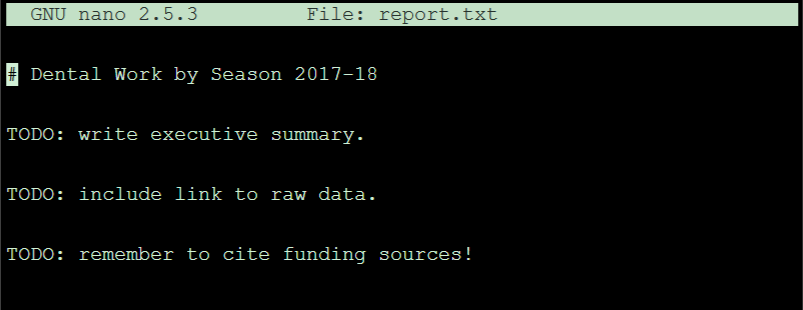 GNU nano 2.5.3 File: report.txt
# Dental Work by Season 2017-18
TODO: write executive summary.
TODO: include link to raw data.
TODO: remember to cite funding sources!